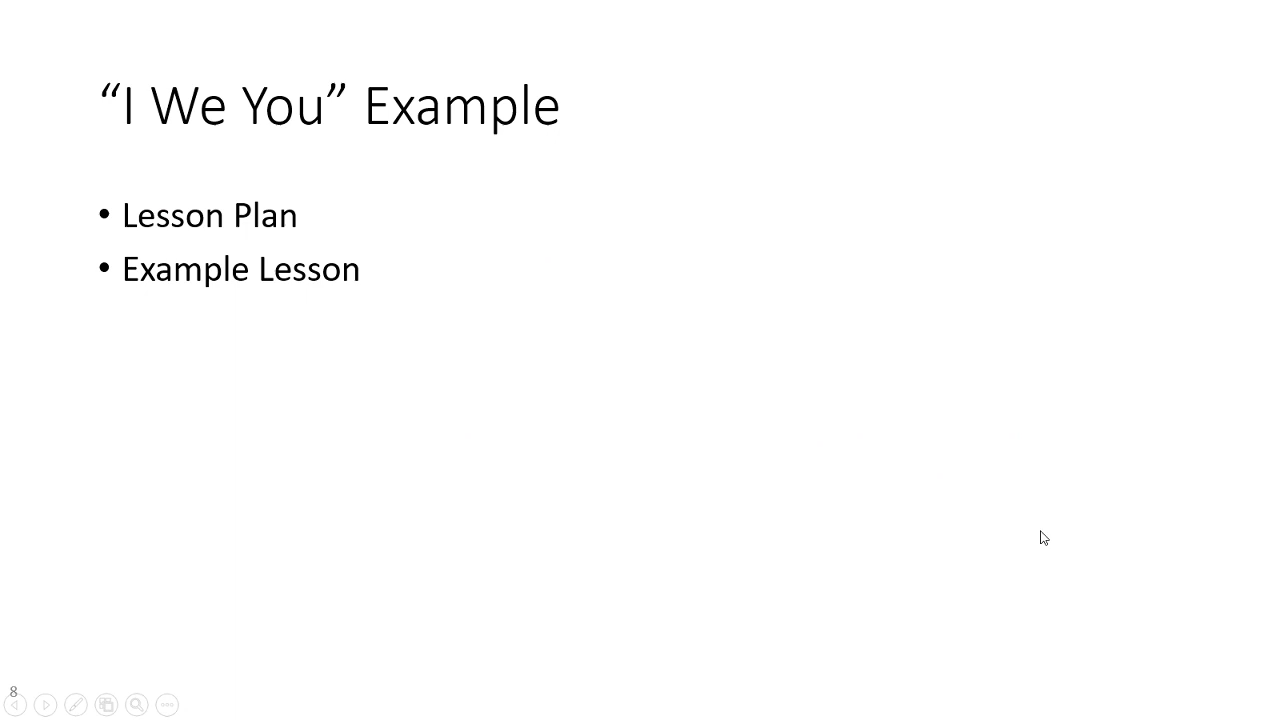 “I We You” Example
• Lesson Plan
• Example Lesson
8